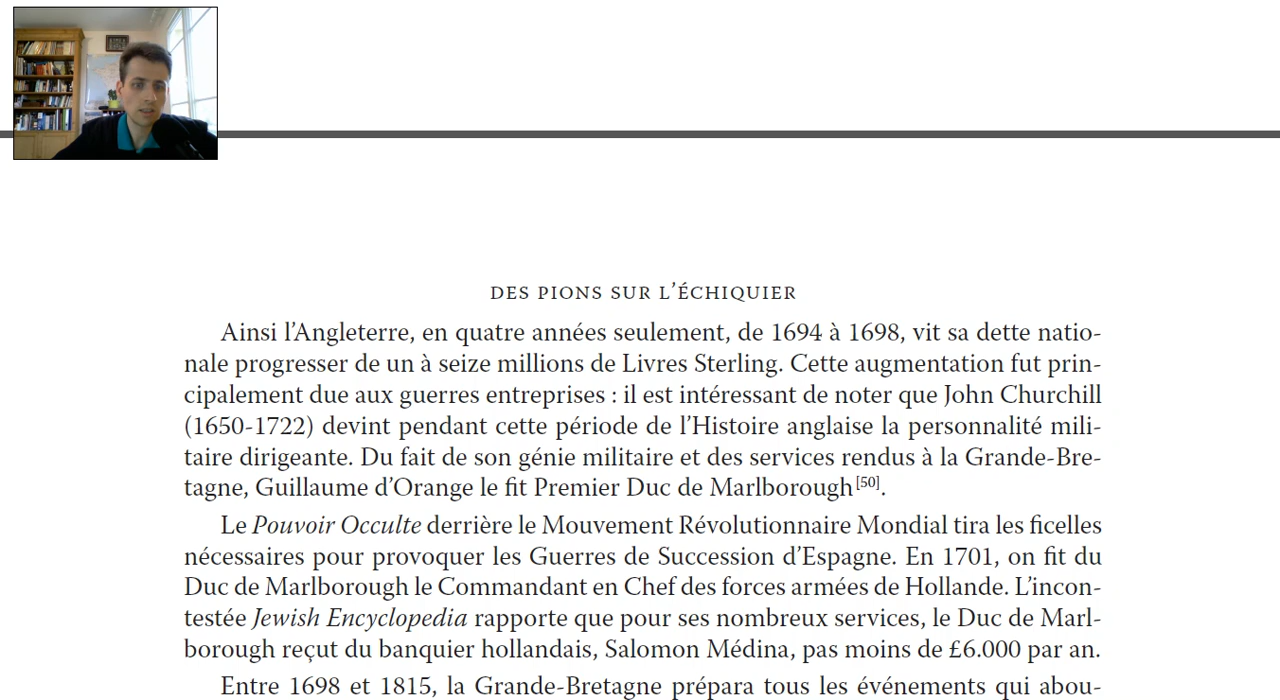 DES PIONS SUR L’ÉCHIQUIER
Ainsi l’Angleterre, en quatre années seulement, de 1694 à 1698, vit sa dette natio-
nale progresser de un à seize millions de Livres Sterling. Cette augmentation fut prin-
cipalement due aux guerres entreprises : il est intéressant de noter que John Churchill
(1650-1722) devint pendant cette période de l’Histoire anglaise la personnalité mili-
taire dirigeante. Du fait de son génie militaire et des services rendus à la Grande-Bre-
tagne, Guillaume d’Orange le fit Premier Duc de Marlborough[50].
Le Pouvoir Occulte derrière le Mouvement Révolutionnaire Mondial tira les ficelles
nécessaires pour provoquer les Guerres de Succession d’Espagne. En 1701, on fit du
Duc de Marlborough le Commandant en Chef des forces armées de Hollande. L’incon-
testée Jewish Encyclopedia rapporte que pour ses nombreux services, le Duc de Marl-
borough reçut du banquier hollandais, Salomon Médina, pas moins de £6.000 par an.
Entre 1698 et 1815, la Grande-Bretagne prépara tous les événements qui abou-